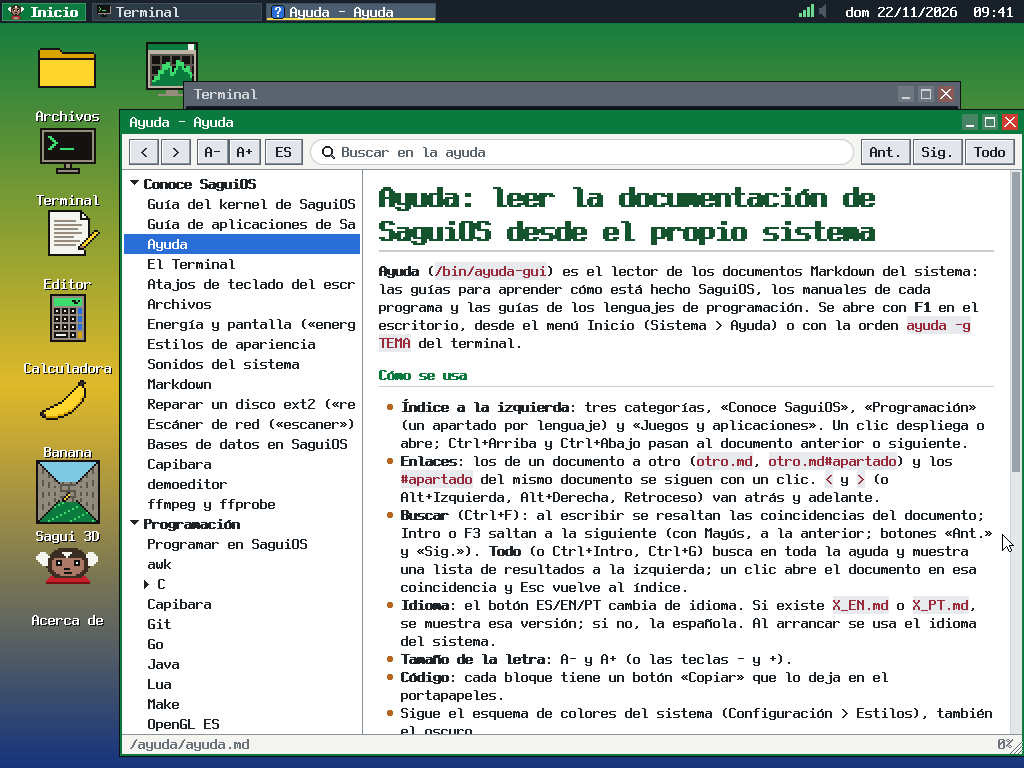 Inicio
Terminal
Ayuda - Ayuda
dom 22/11/2026 09:41
Archivos
Terminal
Editor
Calculadora
Banana
Sagui 3D
Acerca de
Terminal
Ayuda - Ayuda
< > A- A+ ES Buscar en la ayuda Ant. Sig. Todo
Conoce SaguiOS
Guía del kernel de SaguiOS
Guía de aplicaciones de Sa
Ayuda
El Terminal
Atajos de teclado del escr
Archivos
Energía y pantalla («energ
Estilos de apariencia
Sonidos del sistema
Markdown
Reparar un disco ext2 («re
Escáner de red («escaner»)
Bases de datos en SaguiOS
Capibara
demoeditor
ffmpeg y ffprobe
Programación
Programar en SaguiOS
awk
C
Capibara
Git
Go
Java
Lua
Make
OpenGL ES
Ayuda: leer la documentación de
SaguiOS desde el propio sistema
Ayuda (/bin/ayuda-gui) es el lector de los documentos Markdown del sistema:
las guías para aprender cómo está hecho SaguiOS, los manuales de cada
programa y las guías de los lenguajes de programación. Se abre con F1 en el
escritorio, desde el menú Inicio (Sistema > Ayuda) o con la orden ayuda -g
TEMA del terminal.
Cómo se usa
Índice a la izquierda: tres categorías, «Conoce SaguiOS», «Programación»
(un apartado por lenguaje) y «Juegos y aplicaciones». Un clic despliega o
abre; Ctrl+Arriba y Ctrl+Abajo pasan al documento anterior o siguiente.
Enlaces: los de un documento a otro (otro.md, otro.md#apartado) y los
#apartado del mismo documento se siguen con un clic. < y > (o
Alt+Izquierda, Alt+Derecha, Retroceso) van atrás y adelante.
Buscar (Ctrl+F): al escribir se resaltan las coincidencias del documento;
Intro o F3 saltan a la siguiente (con Mayús, a la anterior; botones «Ant.»
y «Sig.»). Todo (o Ctrl+Intro, Ctrl+G) busca en toda la ayuda y muestra
una lista de resultados a la izquierda; un clic abre el documento en esa
coincidencia y Esc vuelve al índice.
Idioma: el botón ES/EN/PT cambia de idioma. Si existe X_EN.md o X_PT.md,
se muestra esa versión; si no, la española. Al arrancar se usa el idioma
del sistema.
Tamaño de la letra: A- y A+ (o las teclas - y +).
Código: cada bloque tiene un botón «Copiar» que lo deja en el
portapapeles.
Sigue el esquema de colores del sistema (Configuración > Estilos), también
el oscuro
/ayuda/ayuda.md
0%